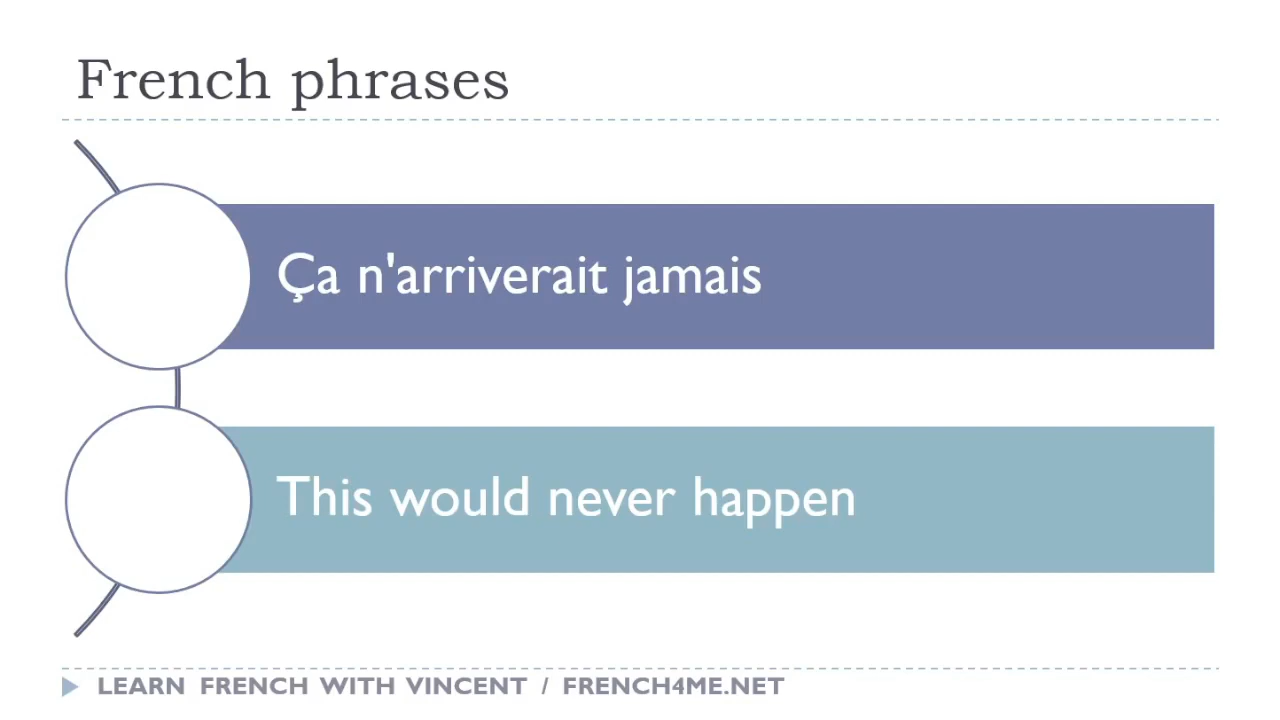 French phrases
Ça n'arriverait jamais
This would never happen
LEARN FRENCH WITH VINCENT / FRENCH4ME.NET